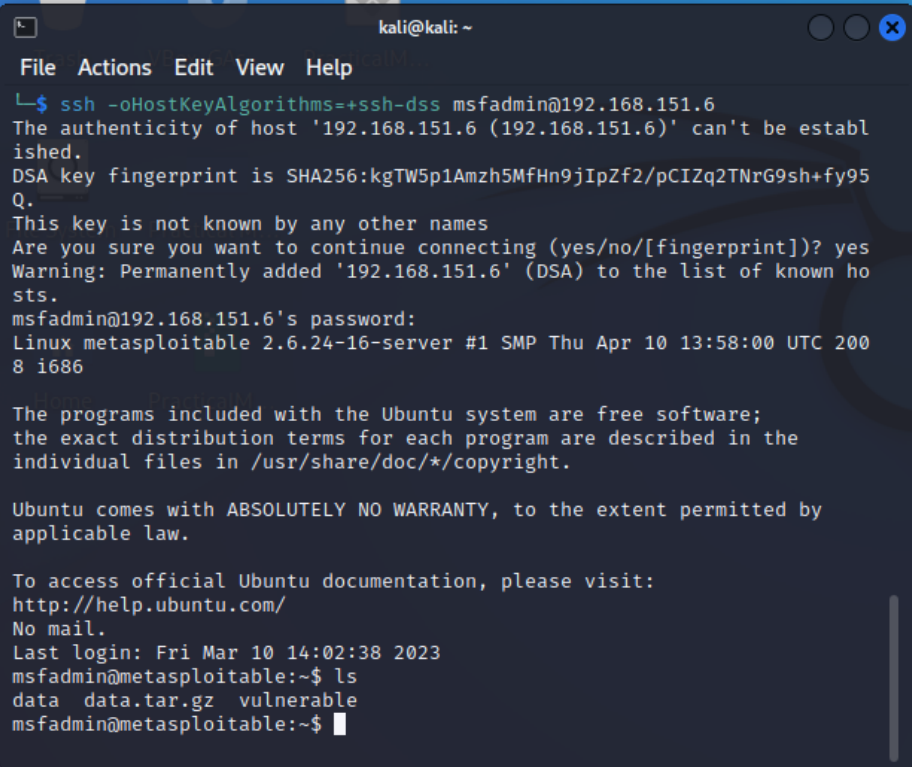 kali@kali: ~
File Actions Edit View Help
└─$ ssh -oHostKeyAlgorithms=+ssh-dss msfadmin@192.168.151.6
The authenticity of host '192.168.151.6 (192.168.151.6)' can't be establ
ished.
DSA key fingerprint is SHA256:kgTW5p1Amzh5MfHn9jIpZf2/pCIZq2TNrG9sh+fy95
Q.
This key is not known by any other names
Are you sure you want to continue connecting (yes/no/[fingerprint])? yes
Warning: Permanently added '192.168.151.6' (DSA) to the list of known ho
sts.
msfadmin@192.168.151.6's password:
Linux metasploitable 2.6.24-16-server #1 SMP Thu Apr 10 13:58:00 UTC 200
8 i686
The programs included with the Ubuntu system are free software;
the exact distribution terms for each program are described in the
individual files in /usr/share/doc/*/copyright.
Ubuntu comes with ABSOLUTELY NO WARRANTY, to the extent permitted by
applicable law.
To access official Ubuntu documentation, please visit:
http://help.ubuntu.com/
No mail.
Last login: Fri Mar 10 14:02:38 2023
msfadmin@metasploitable:~$ ls
data data.tar.gz vulnerable
msfadmin@metasploitable:~$